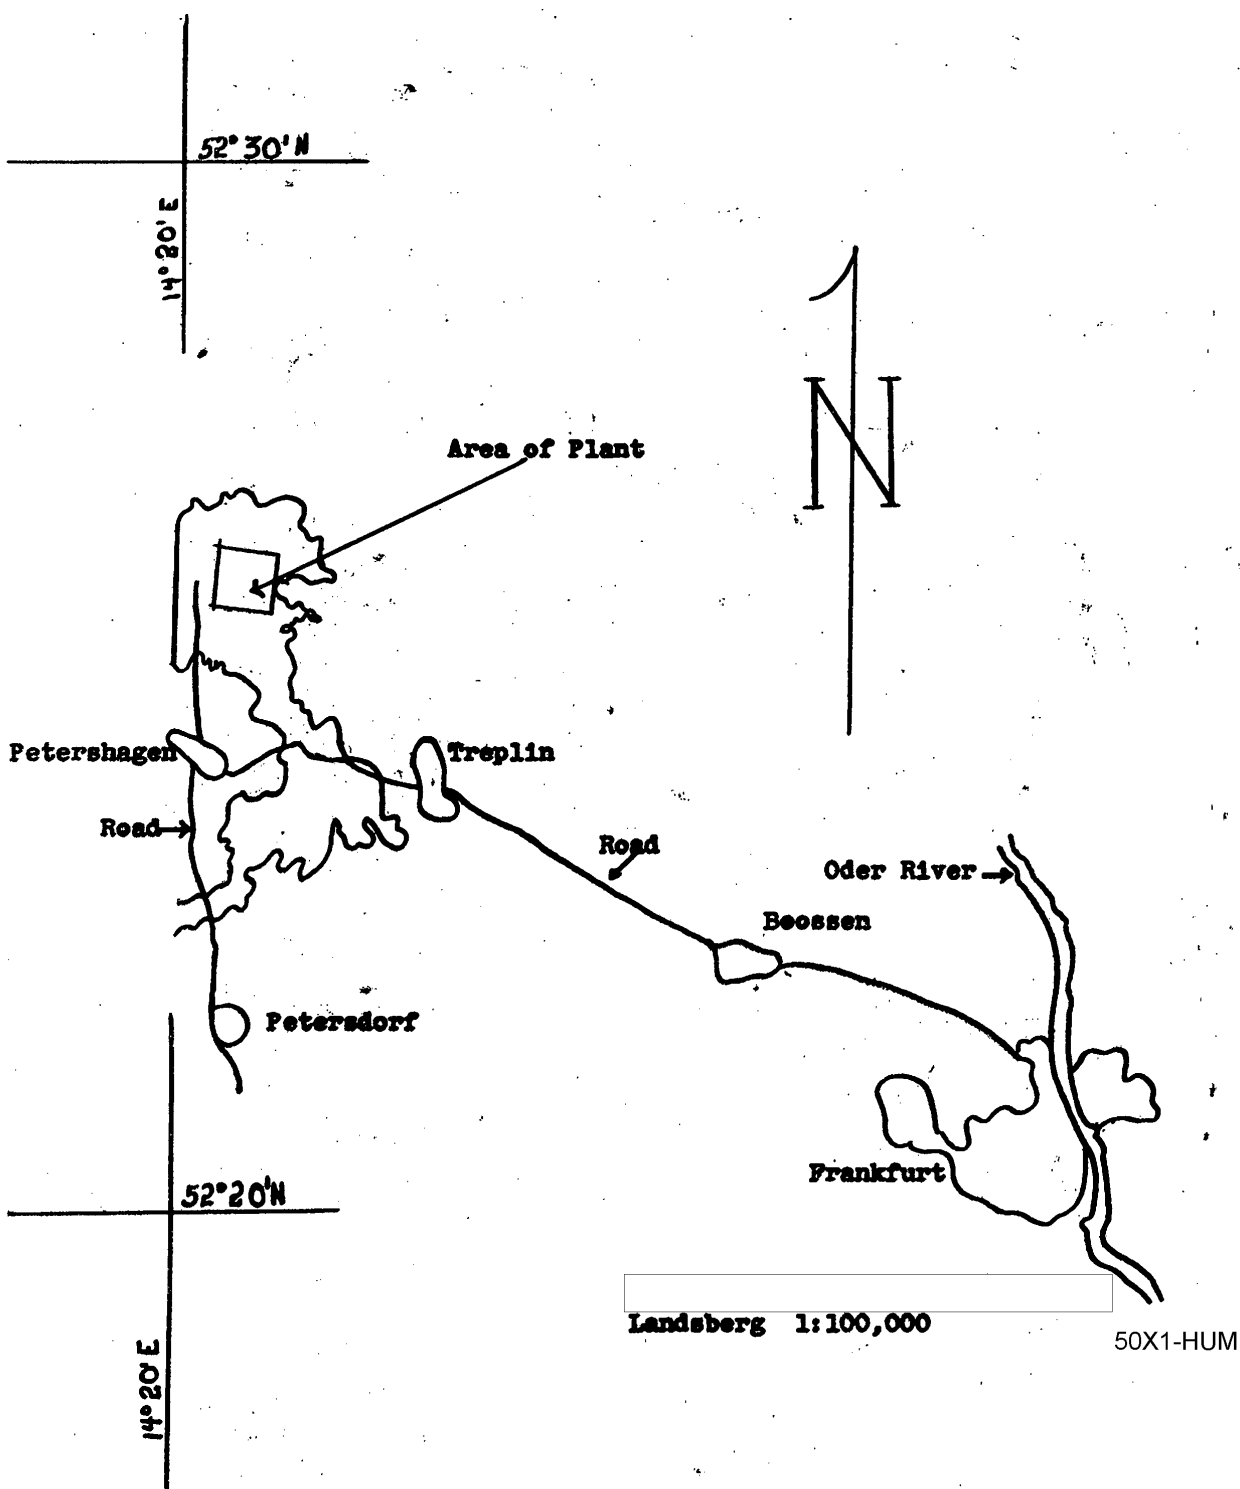 52° 30' N
14° 20' E
N
Area of Plant
Petershagen
Treplin
Road
Road
Oder River
Boossen
Petersdorf
Frankfurt
52° 20' N
14° 20' E
Landsberg 1:100,000
50X1-HUM